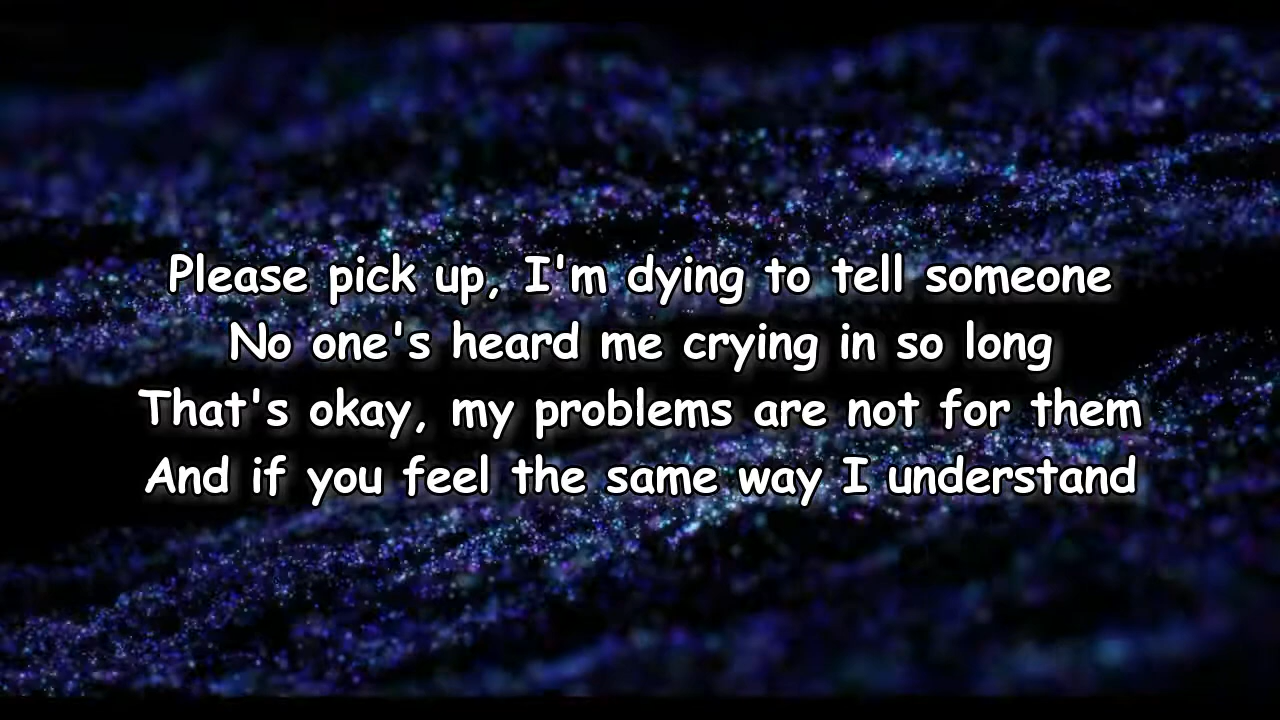 Please pick up, I'm dying to tell someone
No one's heard me crying in so long
That's okay, my problems are not for them
And if you feel the same way I understand